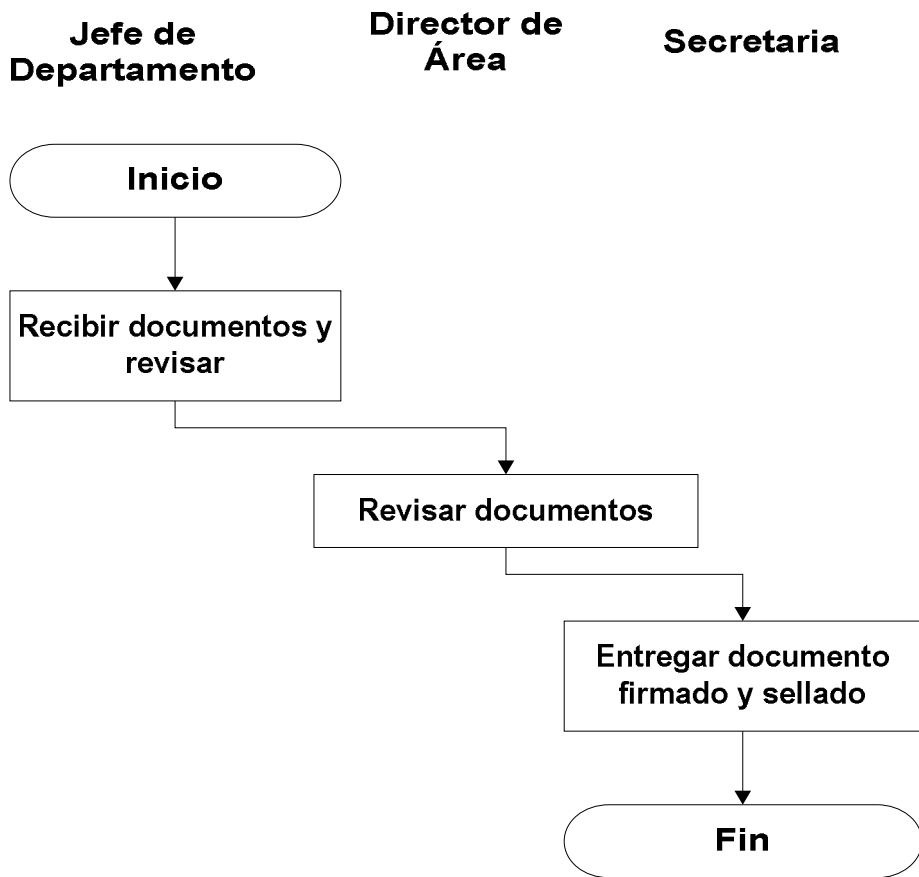 Jefe de
Departamento
Director de
Área
Secretaria
Inicio
Recibir documentos y
revisar
Revisar documentos
Entregar documento
firmado y sellado
Fin